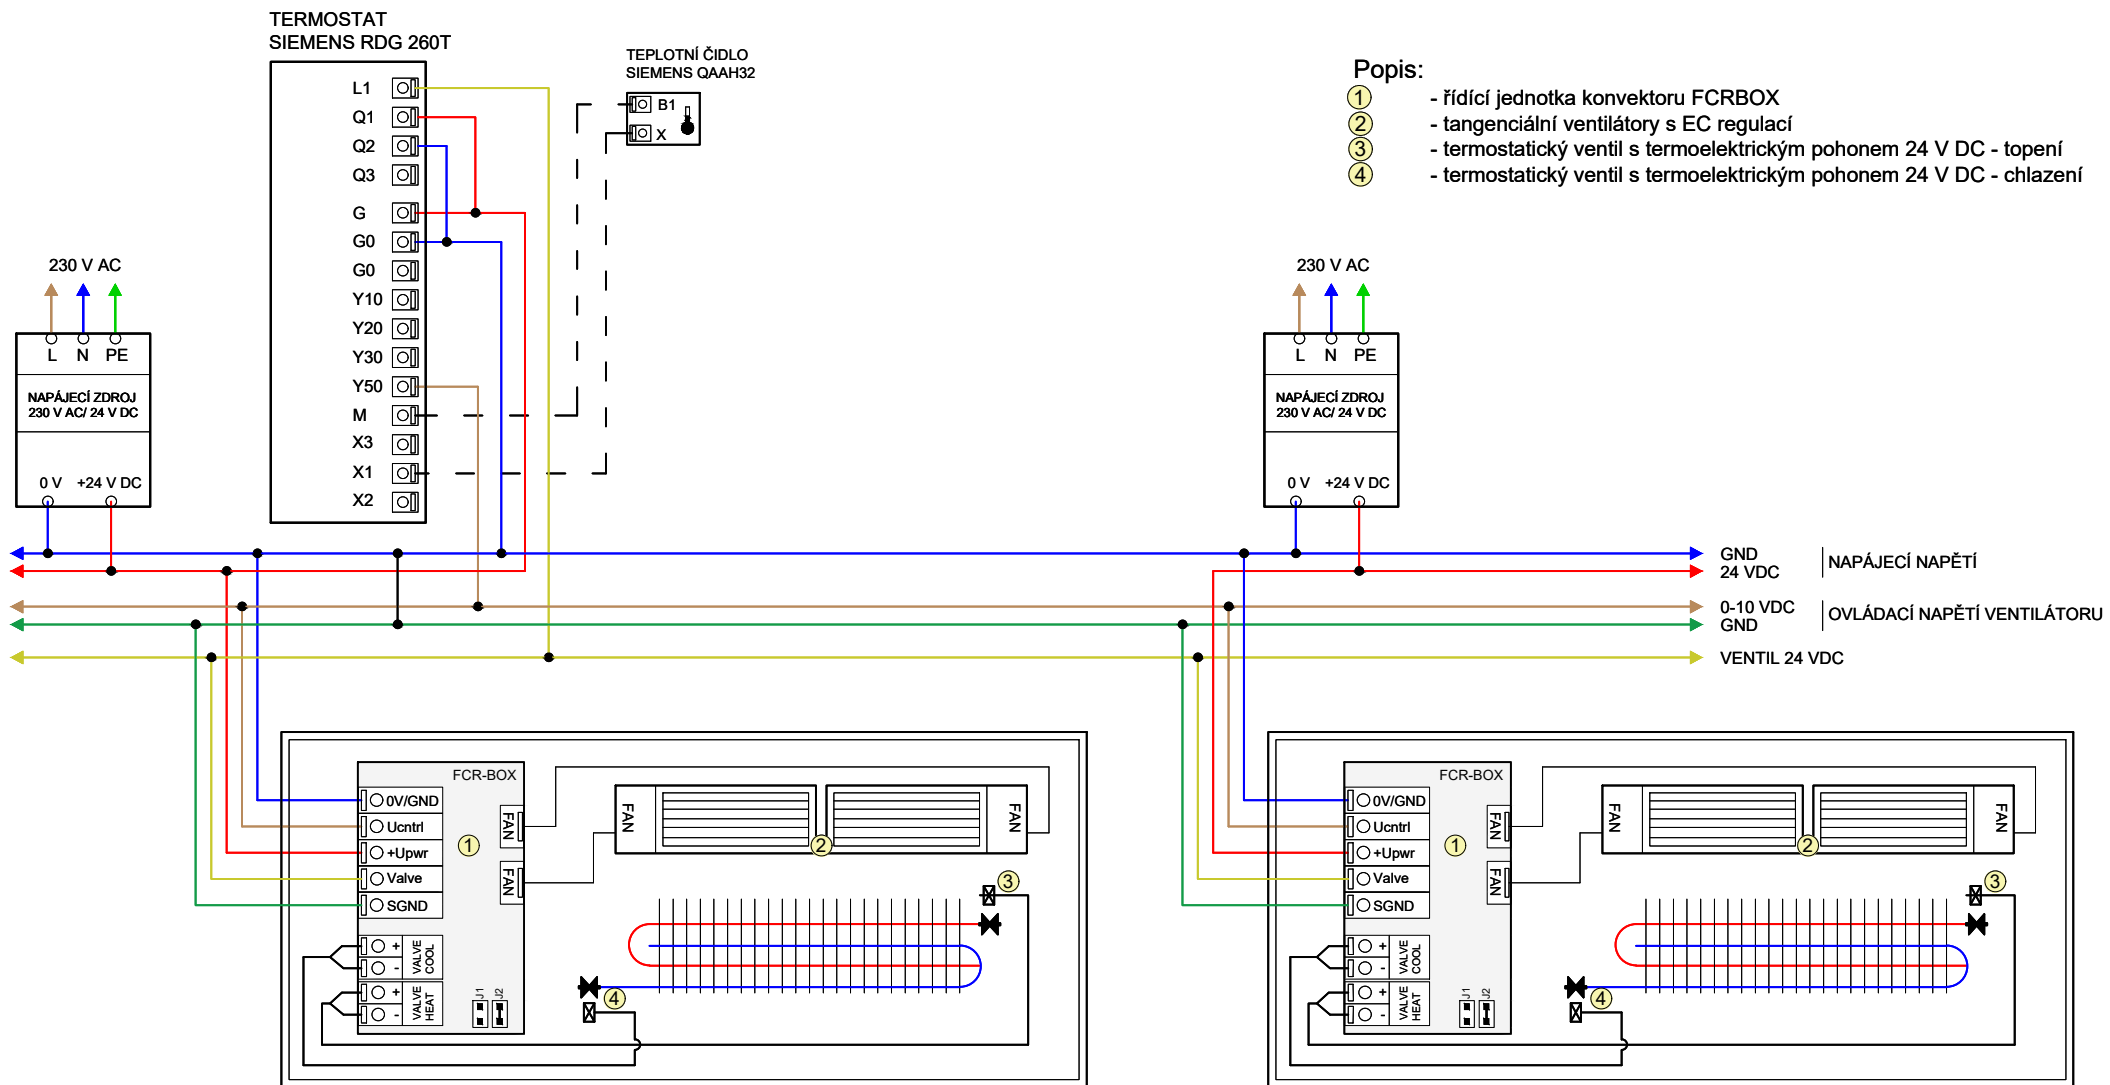 TERMOSTAT
SIEMENS RDG 260T
L1
Q1
Q2
Q3
G
G0
G0
Y10
Y20
Y30
Y50
M
X3
X1
X2
TEPLOTNÍ ČIDLO
SIEMENS QAAH32
B1
X
Popis:
1 - řídící jednotka konvektoru FCRBOX
2 - tangenciální ventilátory s EC regulací
3 - termostatický ventil s termoelektrickým pohonem 24 V DC - topení
4 - termostatický ventil s termoelektrickým pohonem 24 V DC - chlazení
230 V AC
L N PE
NAPÁJECÍ ZDROJ
230 V AC/ 24 V DC
0 V +24 V DC
230 V AC
L N PE
NAPÁJECÍ ZDROJ
230 V AC/ 24 V DC
0 V +24 V DC
GND
24 VDC
NAPÁJECÍ NAPĚTÍ
0-10 VDC
GND
OVLÁDACÍ NAPĚTÍ VENTILÁTORU
VENTIL 24 VDC
FCR-BOX
0V/GND
Ucntrl
+Upwr
Valve
SGND
+
-
VALVE
COOL
+
-
VALVE
HEAT
J1
J2
1
FAN
FAN
FAN
FAN
2
3
4
FCR-BOX
0V/GND
Ucntrl
+Upwr
Valve
SGND
+
-
VALVE
COOL
+
-
VALVE
HEAT
J1
J2
1
FAN
FAN
FAN
FAN
2
3
4